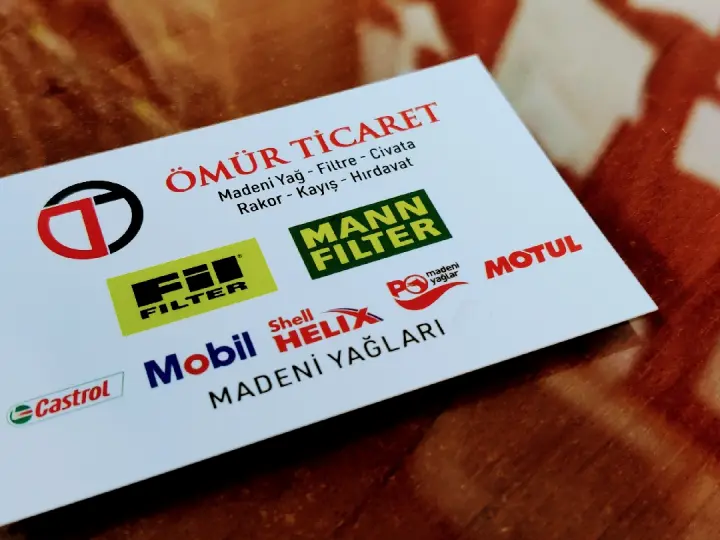 ÖMÜR TİCARET
Madeni Yağ - Filtre - Civata
Rakor - Kayış - Hırdavat
FiL FILTER
MANN FILTER
Castrol
Mobil
Shell HELIX
PO madeni yağlar
MOTUL
MADENİ YAĞLARI